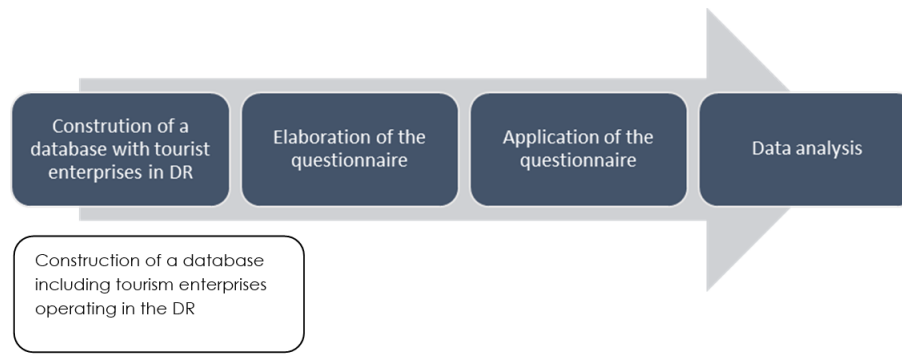 Constrution of a
database with tourist
enterprises in DR
Elaboration of the
questionnaire
Application of the
questionnaire
Data analysis
Construction of a database
including tourism enterprises
operating in the DR